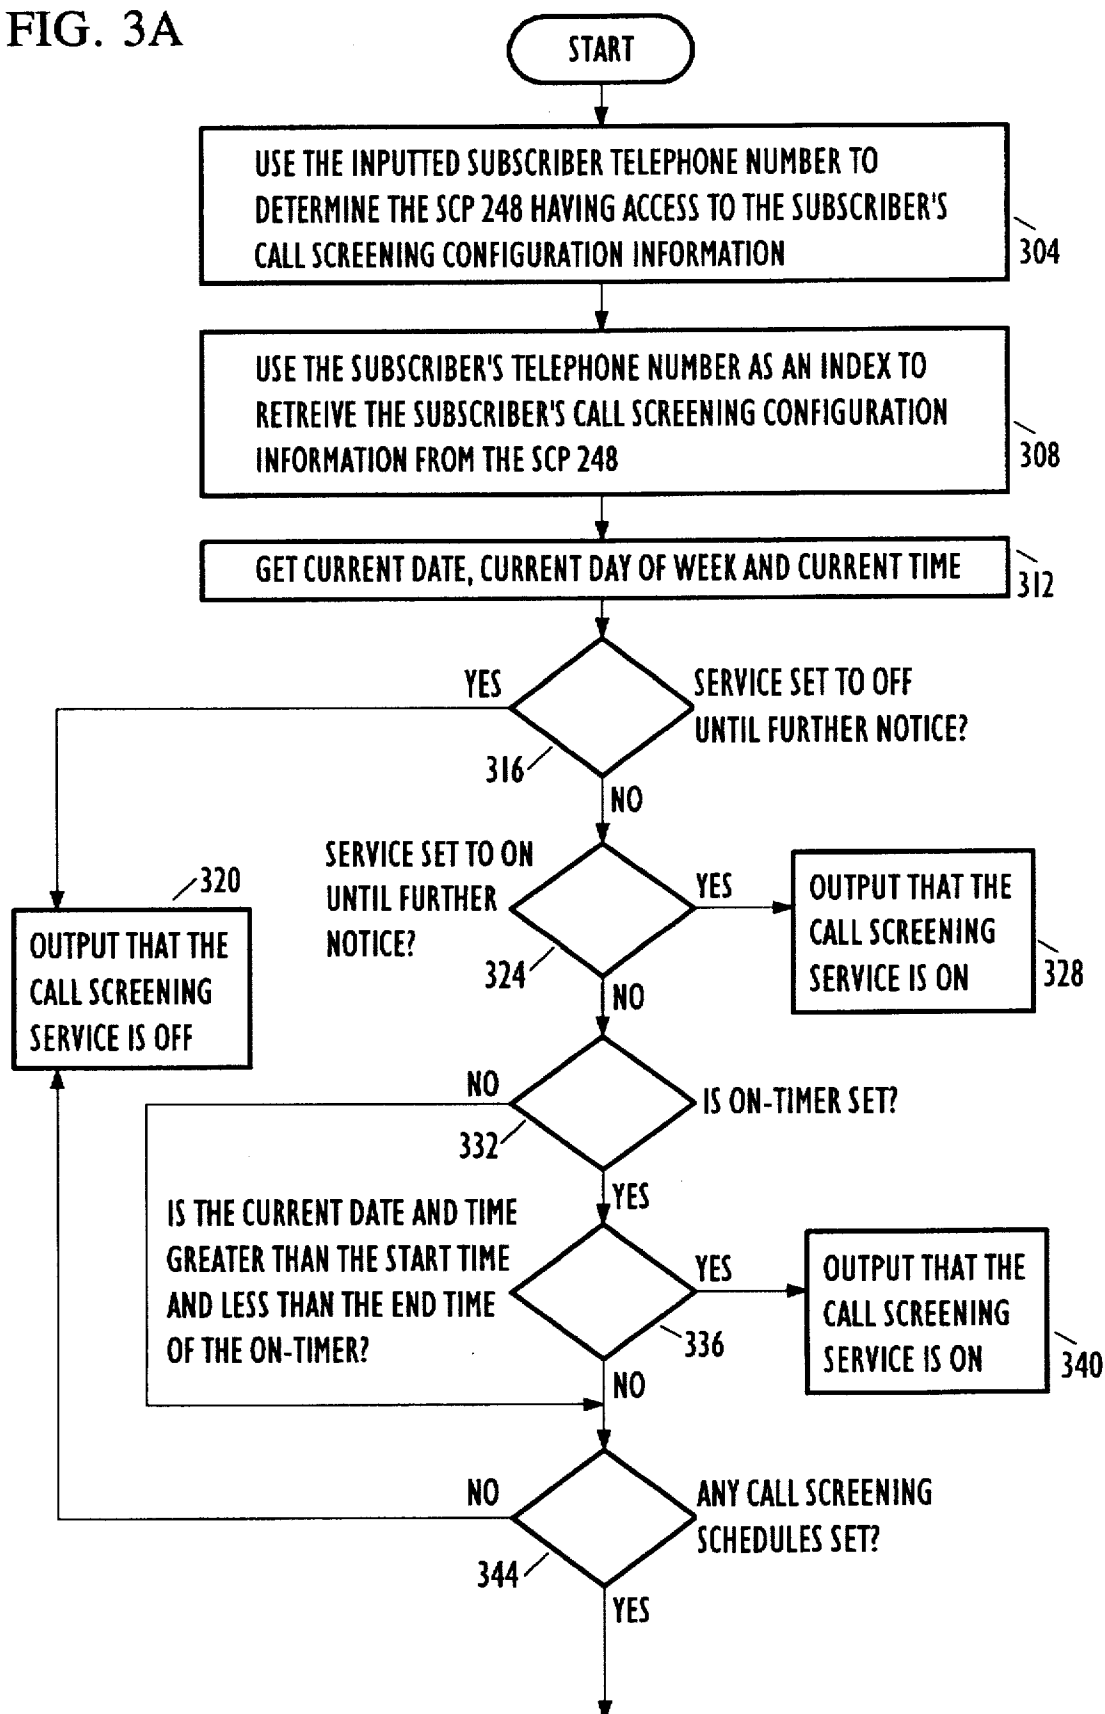 FIG. 3A
START
USE THE INPUTTED SUBSCRIBER TELEPHONE NUMBER TO
DETERMINE THE SCP 248 HAVING ACCESS TO THE SUBSCRIBER'S
CALL SCREENING CONFIGURATION INFORMATION
304
USE THE SUBSCRIBER'S TELEPHONE NUMBER AS AN INDEX TO
RETREIVE THE SUBSCRIBER'S CALL SCREENING CONFIGURATION
INFORMATION FROM THE SCP 248
308
GET CURRENT DATE, CURRENT DAY OF WEEK AND CURRENT TIME
312
YES
SERVICE SET TO OFF
UNTIL FURTHER NOTICE?
316
NO
SERVICE SET TO ON
UNTIL FURTHER
NOTICE?
324
YES
OUTPUT THAT THE
CALL SCREENING
SERVICE IS ON
328
320
OUTPUT THAT THE
CALL SCREENING
SERVICE IS OFF
NO
NO
IS ON-TIMER SET?
332
YES
IS THE CURRENT DATE AND TIME
GREATER THAN THE START TIME
AND LESS THAN THE END TIME
OF THE ON-TIMER?
YES
336
OUTPUT THAT THE
CALL SCREENING
SERVICE IS ON
340
NO
NO
ANY CALL SCREENING
SCHEDULES SET?
344
YES